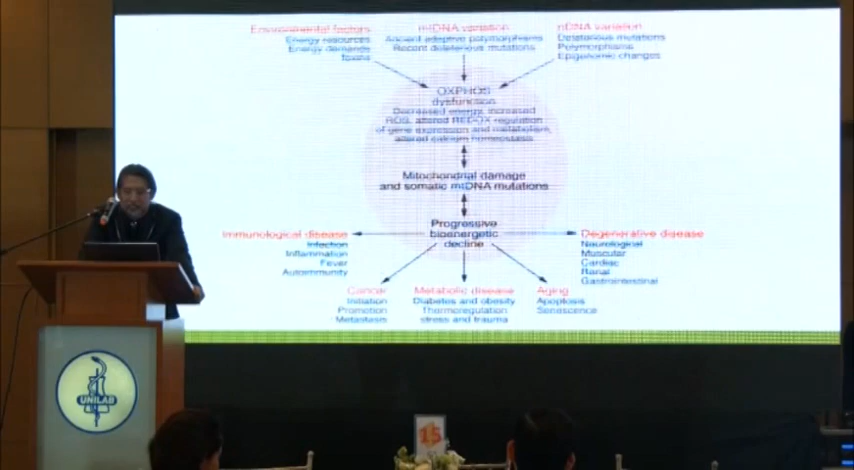 Environmental factors
Energy resources
Energy demands
Toxins
mtDNA variation
Ancient adaptive polymorphisms
Recent deleterious mutations
nDNA variation
Deleterious mutations
Polymorphisms
Epigenomic changes
OXPHOS
dysfunction
Decreased energy, increased
ROS, altered REDOX regulation
of gene expression and metabolism,
altered calcium homeostasis
Mitochondrial damage
and somatic mtDNA mutations
Progressive
bioenergetic
decline
Immunological disease
Infection
Inflammation
Fever
Autoimmunity
Degenerative disease
Neurological
Muscular
Cardiac
Renal
Gastrointestinal
Cancer
Initiation
Promotion
Metastasis
Metabolic disease
Diabetes and obesity
Thermoregulation
stress and trauma
Aging
Apoptosis
Senescence
UNILAB
15